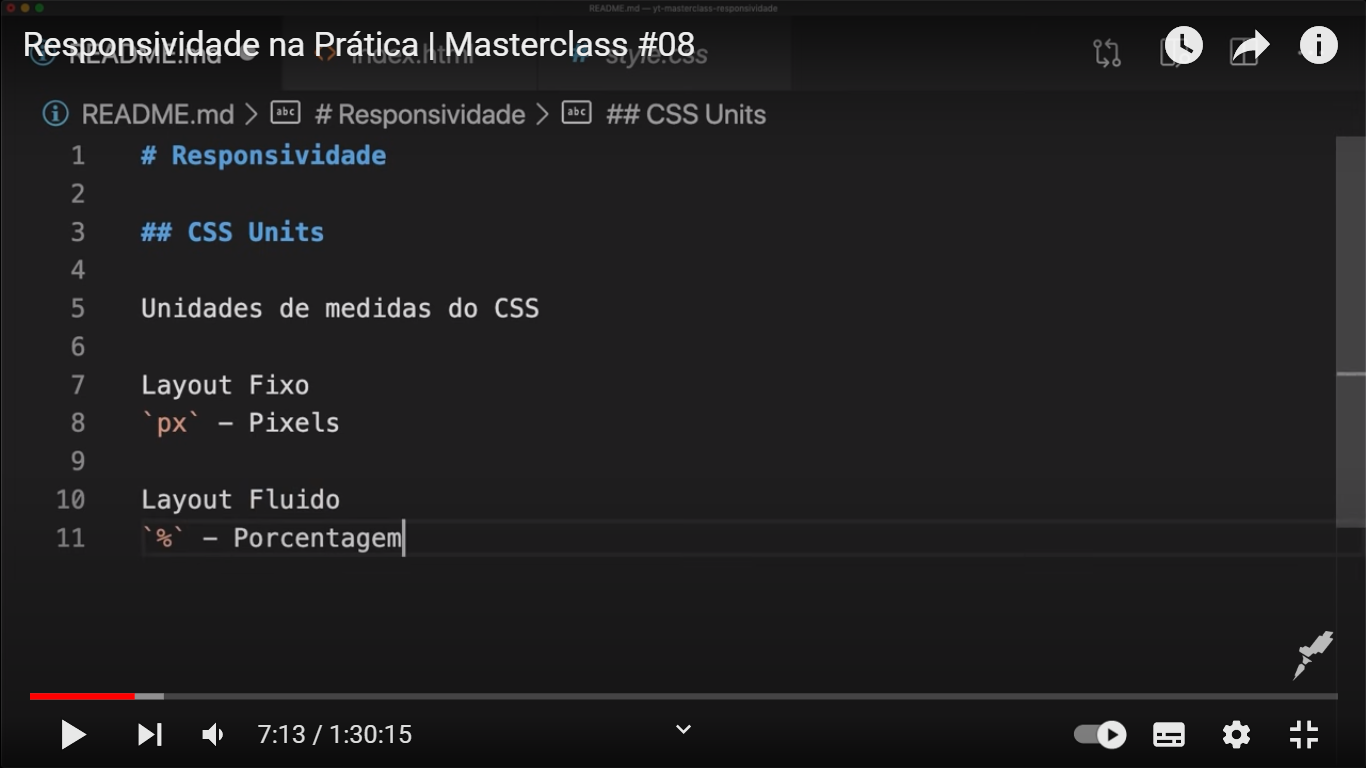 README.md — yt-masterclass-responsividade
Responsividade na Prática | Masterclass #08
README.md
index.html
# style.css
README.md > abc # Responsividade > abc ## CSS Units
1 # Responsividade
2
3 ## CSS Units
4
5 Unidades de medidas do CSS
6
7 Layout Fixo
8 `px` - Pixels
9
10 Layout Fluido
11 `%` - Porcentagem
7:13 / 1:30:15